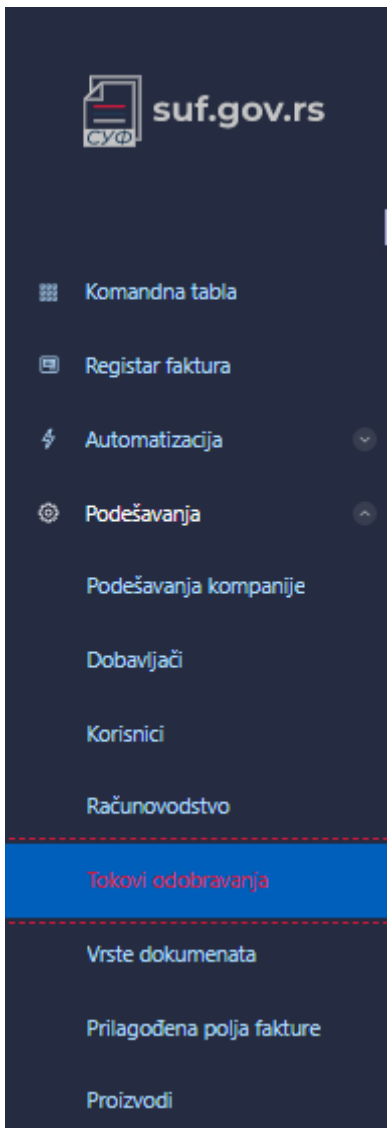 СУФ
suf.gov.rs
Komandna tabla
Registar faktura
Automatizacija
Podešavanja
Podešavanja kompanije
Dobavljači
Korisnici
Računovodstvo
Tokovi odobravanja
Vrste dokumenata
Prilagođena polja fakture
Proizvodi